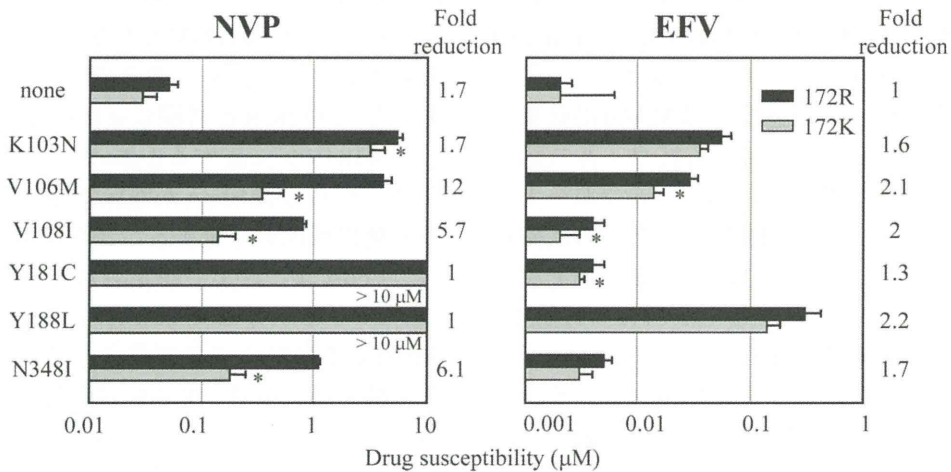 NVP
Fold reduction
EFV
Fold reduction
172R
172K
none
1.7
1
K103N
*
1.7
1.6
V106M
*
12
*
2.1
V108I
*
5.7
*
2
Y181C
> 10 μM
1
*
1.3
Y188L
> 10 μM
1
2.2
N348I
*
6.1
1.7
0.01 0.1 1 10
0.001 0.01 0.1 1
Drug susceptibility (μM)